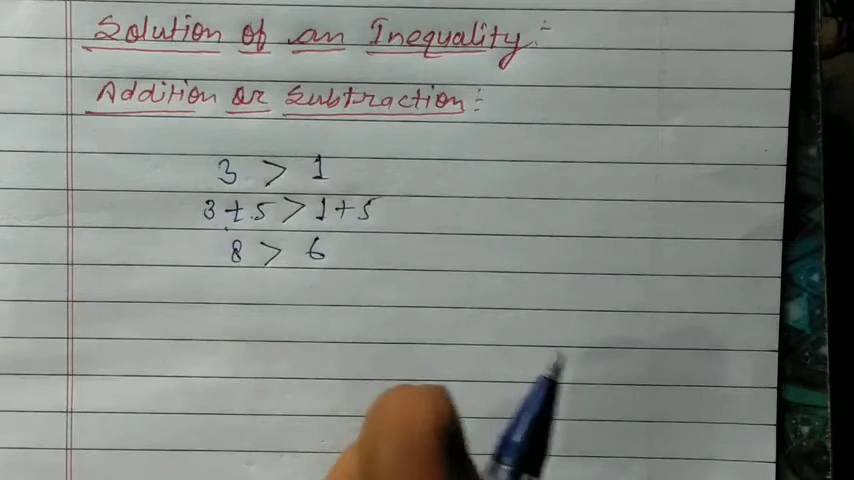 Solution of an Inequality:-
Addition or Subtraction:-
3 > 1
3 + 5 > 1 + 5
8 > 6